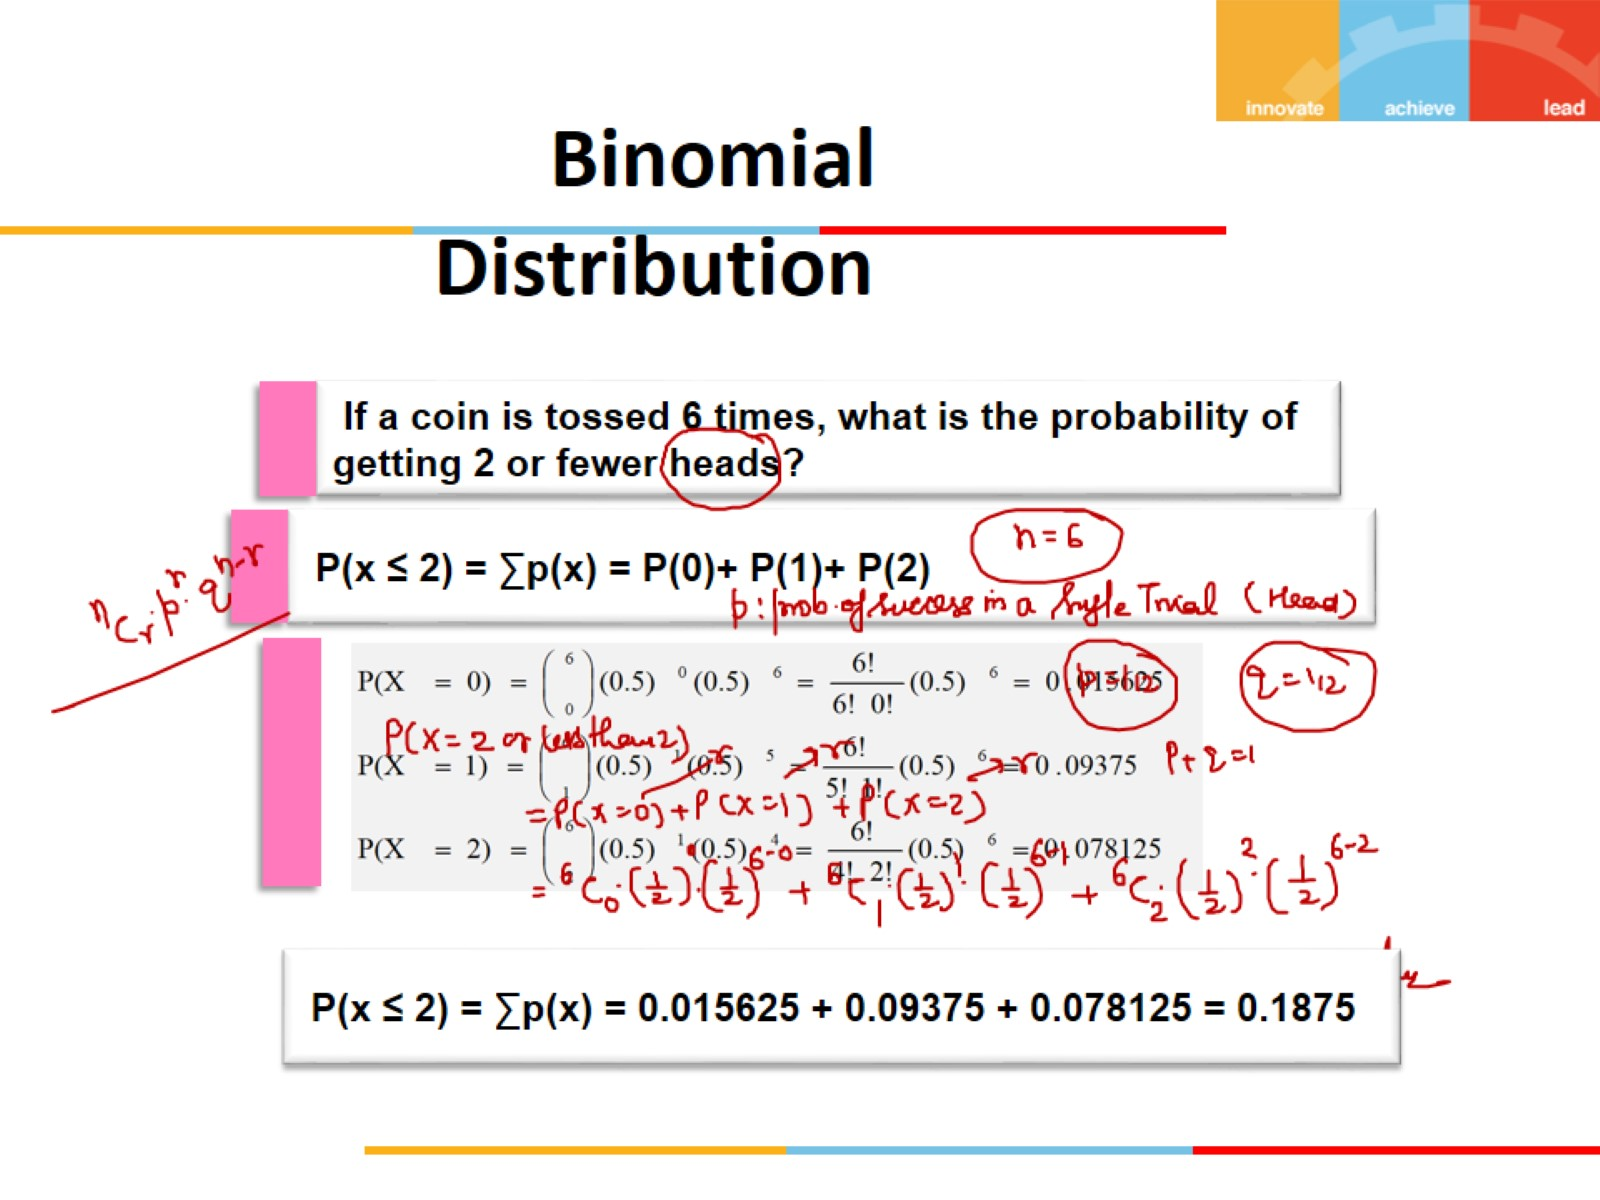 innovate achieve lead
Binomial
Distribution
If a coin is tossed 6 times, what is the probability of
getting 2 or fewer heads?
n = 6
P(x ≤ 2) = ∑p(x) = P(0)+ P(1)+ P(2)
nCr. p^r. q^n-r
p : prob. of success in a Single Trial (Head)
P(X = 0) = (6 0) (0.5) ^0 (0.5) ^6 = 6!/6! 0! (0.5) ^6 = 0.015625
p = 1/2
q = 1/2
P(X = 2 or less than 2)
P(X = 1) = ( 1) (0.5) ^1 (0.5) ^5 = 6!/5! 1! (0.5) ^6 = 0.09375
r r r
P + q = 1
= P(X = 0) + P(X = 1) + P(X = 2)
P(X = 2) = (6 ) (0.5) ^1 (0.5) ^4 = 6!/4! 2! (0.5) ^6 = 0.078125
= 6C0. (1/2)^0. (1/2)^6-0 + 6C1. (1/2)^1. (1/2)^6-1 + 6C2. (1/2)^2. (1/2)^6-2
P(x ≤ 2) = ∑p(x) = 0.015625 + 0.09375 + 0.078125 = 0.1875